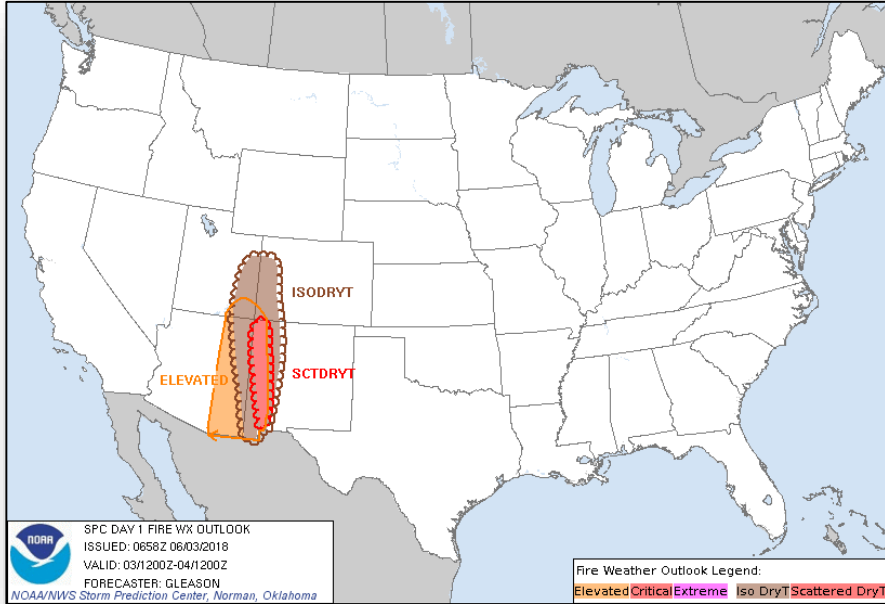 ISODRYT
ELEVATED
SCTDRYT
NOAA
SPC DAY 1 FIRE WX OUTLOOK
ISSUED: 0658Z 06/03/2018
VALID: 03/1200Z-04/1200Z
FORECASTER: GLEASON
NOAA/NWS Storm Prediction Center, Norman, Oklahoma
Fire Weather Outlook Legend:
Elevated Critical Extreme Iso DryT Scattered DryT